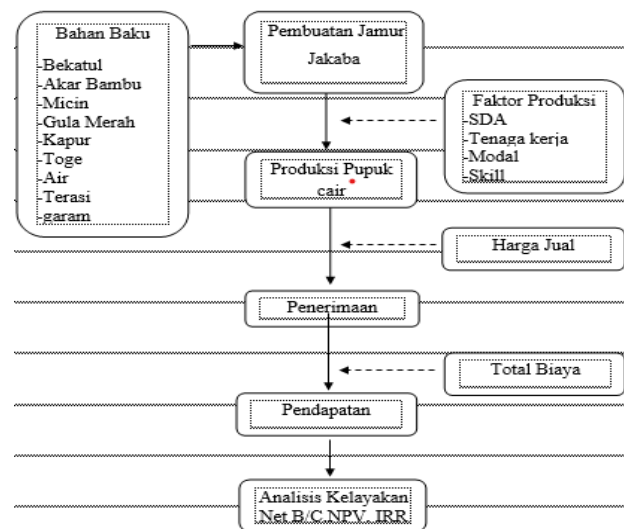 Bahan Baku
-Bekatul
-Akar Bambu
-Micin
-Gula Merah
-Kapur
-Toge
-Air
-Terasi
-garam
Pembuatan Jamur
Jakaba
Faktor Produksi
-SDA
-Tenaga kerja
-Modal
-Skill
Produksi Pupuk
cair
Harga Jual
Penerimaan
Total Biaya
Pendapatan
Analisis Kelayakan
Net B/C NPV IRR